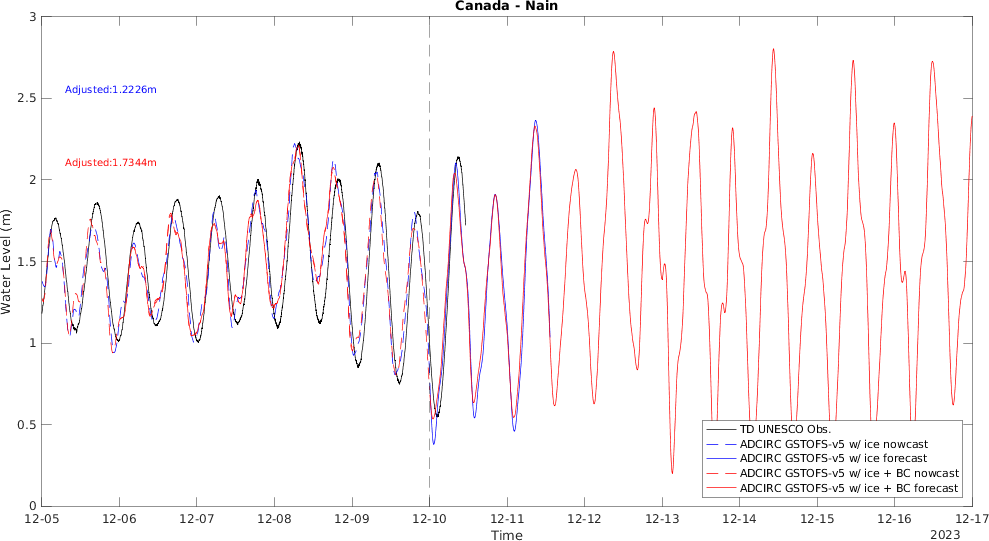 Canada - Nain
3
2.5
2
1.5
1
0.5
0
Water Level (m)
Adjusted:1.2226m
Adjusted:1.7344m
TD UNESCO Obs.
ADCIRC GSTOFS-v5 w/ ice nowcast
ADCIRC GSTOFS-v5 w/ ice forecast
ADCIRC GSTOFS-v5 w/ ice + BC nowcast
ADCIRC GSTOFS-v5 w/ ice + BC forecast
12-05 12-06 12-07 12-08 12-09 12-10 12-11 12-12 12-13 12-14 12-15 12-16 12-17
Time
2023